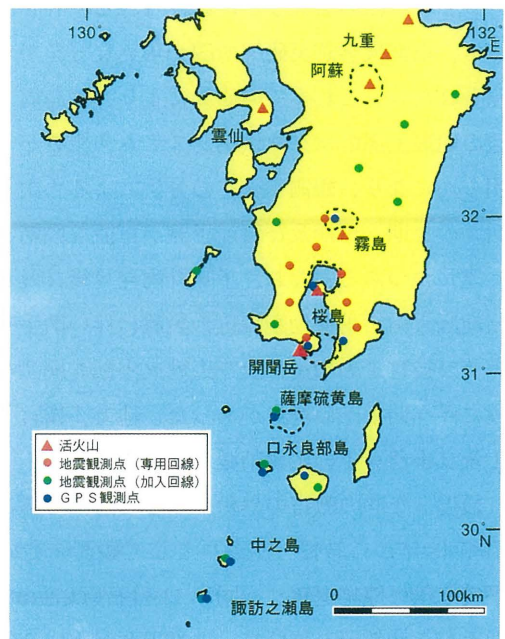 130°
132°
E
九重
阿蘇
雲仙
32°
霧島
桜島
開聞岳
31°
薩摩硫黄島
口永良部島
活火山
地震観測点（専用回線）
地震観測点（加入回線）
ＧＰＳ観測点
30°
N
中之島
0 100km
諏訪之瀬島